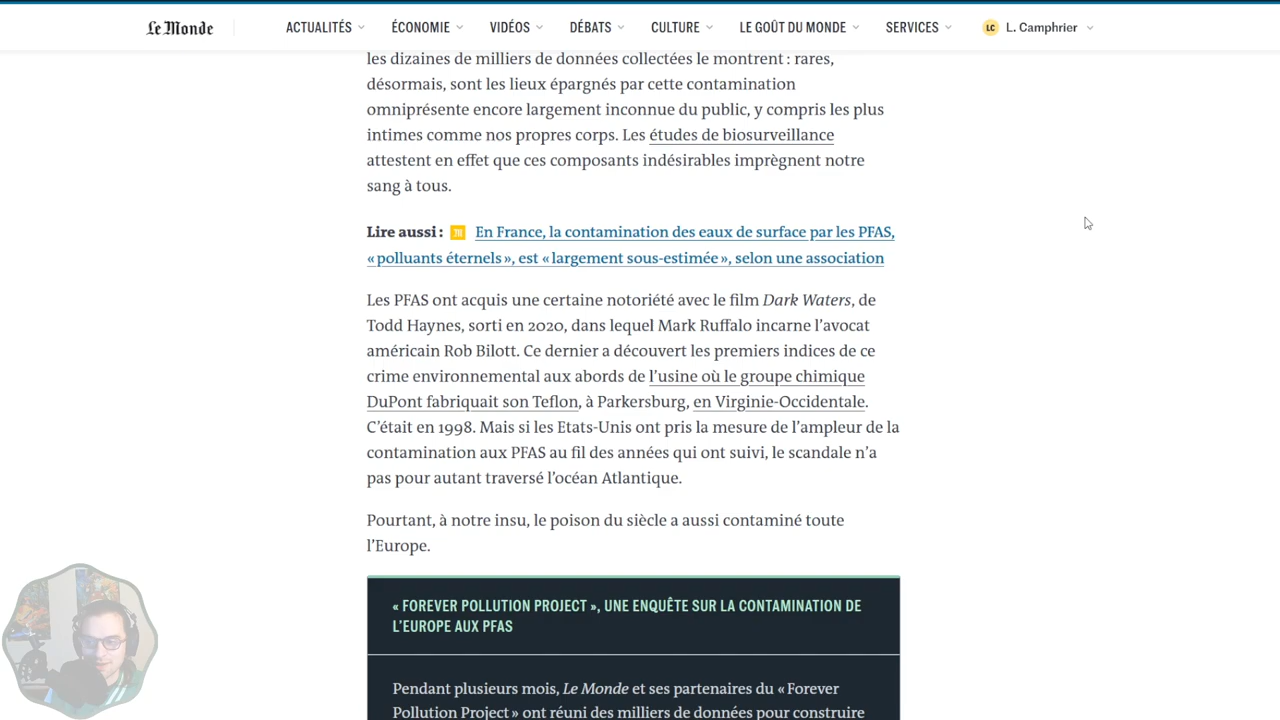 Le Monde
ACTUALITÉS
ÉCONOMIE
VIDÉOS
DÉBATS
CULTURE
LE GOÛT DU MONDE
SERVICES
LC
L. Camphrier
les dizaines de milliers de données collectées le montrent : rares,
désormais, sont les lieux épargnés par cette contamination
omniprésente encore largement inconnue du public, y compris les plus
intimes comme nos propres corps. Les études de biosurveillance
attestent en effet que ces composants indésirables imprègnent notre
sang à tous.
Lire aussi : m En France, la contamination des eaux de surface par les PFAS,
« polluants éternels », est « largement sous-estimée », selon une association
Les PFAS ont acquis une certaine notoriété avec le film Dark Waters, de
Todd Haynes, sorti en 2020, dans lequel Mark Ruffalo incarne l’avocat
américain Rob Bilott. Ce dernier a découvert les premiers indices de ce
crime environnemental aux abords de l’usine où le groupe chimique
DuPont fabriquait son Teflon, à Parkersburg, en Virginie-Occidentale.
C’était en 1998. Mais si les Etats-Unis ont pris la mesure de l’ampleur de la
contamination aux PFAS au fil des années qui ont suivi, le scandale n’a
pas pour autant traversé l’océan Atlantique.
Pourtant, à notre insu, le poison du siècle a aussi contaminé toute
l’Europe.
« FOREVER POLLUTION PROJECT », UNE ENQUÊTE SUR LA CONTAMINATION DE
L’EUROPE AUX PFAS
Pendant plusieurs mois, Le Monde et ses partenaires du « Forever
Pollution Project » ont réuni des milliers de données pour construire